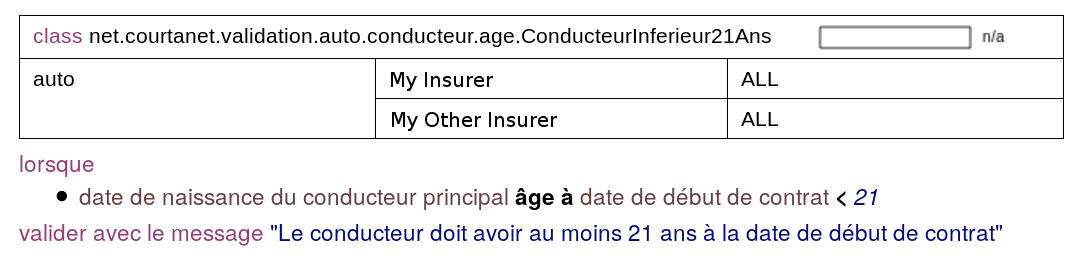 class net.courtanet.validation.auto.conducteur.age.ConducteurInferieur21Ans n/a
auto My Insurer ALL
My Other Insurer ALL
lorsque
• date de naissance du conducteur principal âge à date de début de contrat < 21
valider avec le message "Le conducteur doit avoir au moins 21 ans à la date de début de contrat"